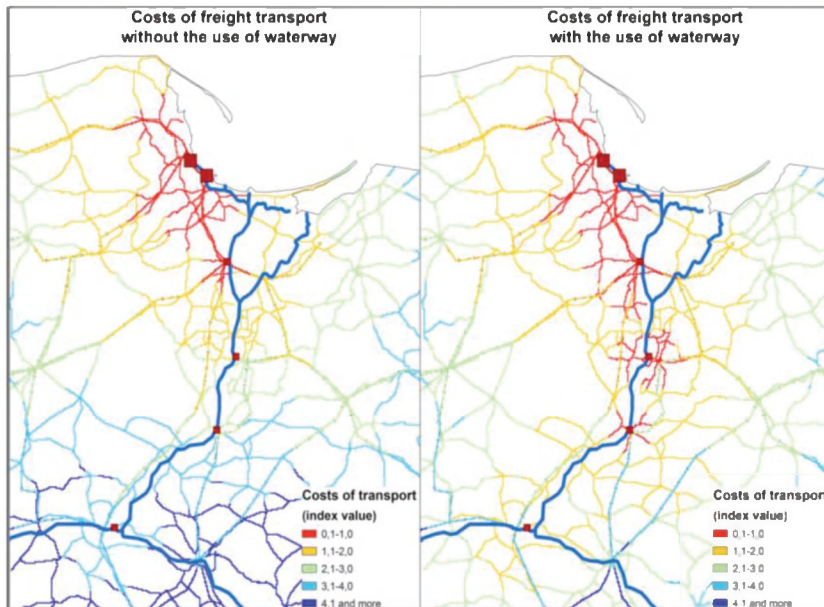 Costs of freight transport
without the use of waterway
Costs of transport
(index value)
0,1-1,0
1,1-2,0
2,1-3,0
3,1-4,0
4,1 and more
Costs of freight transport
with the use of waterway
Costs of transport
(index value)
0,1-1,0
1,1-2,0
2,1-3,0
3,1-4,0
4,1 and more